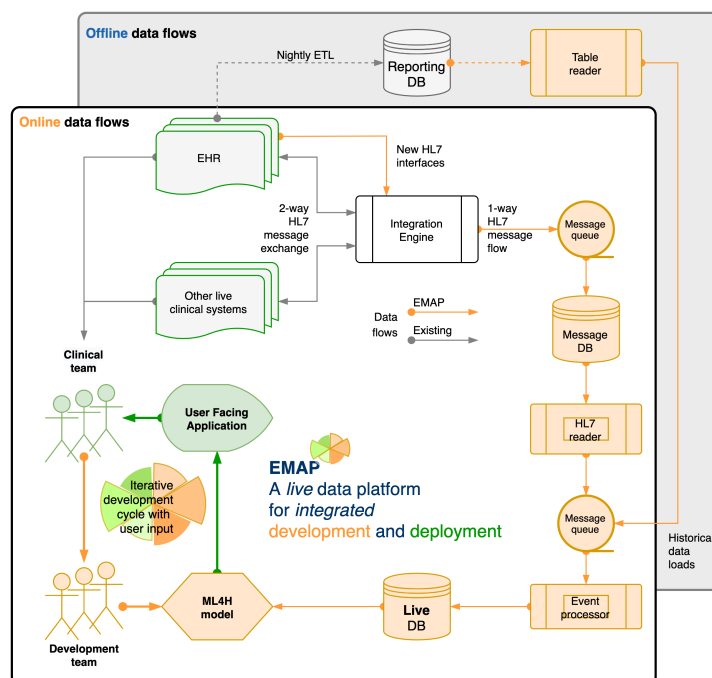 Offline data flows
Nightly ETL
Reporting
DB
Table
reader
Online data flows
EHR
New HL7
interfaces
2-way
HL7
message
exchange
Integration
Engine
1-way
HL7
message
flow
Message
queue
Other live
clinical systems
Data
flows
EMAP
Existing
Message
DB
Clinical
team
User Facing
Application
HL7
reader
EMAP
A live data platform
for integrated
development and deployment
Iterative
development
cycle with
user input
Message
queue
Historical
data
loads
ML4H
model
Live
DB
Event
processor
Development
team